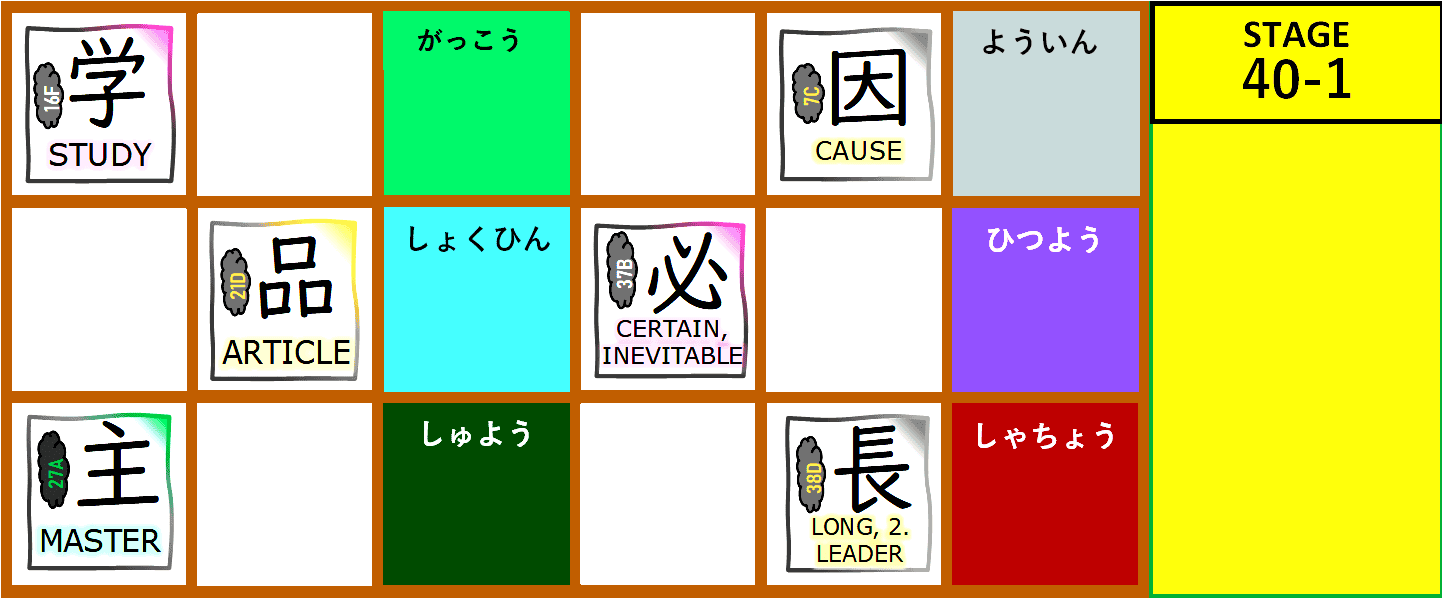 学
16F
STUDY
がっこう
因
7C
CAUSE
よういん
STAGE
40-1
品
21D
ARTICLE
しょくひん
必
37B
CERTAIN,
INEVITABLE
ひつよう
主
27A
MASTER
しゅよう
長
38D
LONG, 2.
LEADER
しゃちょう